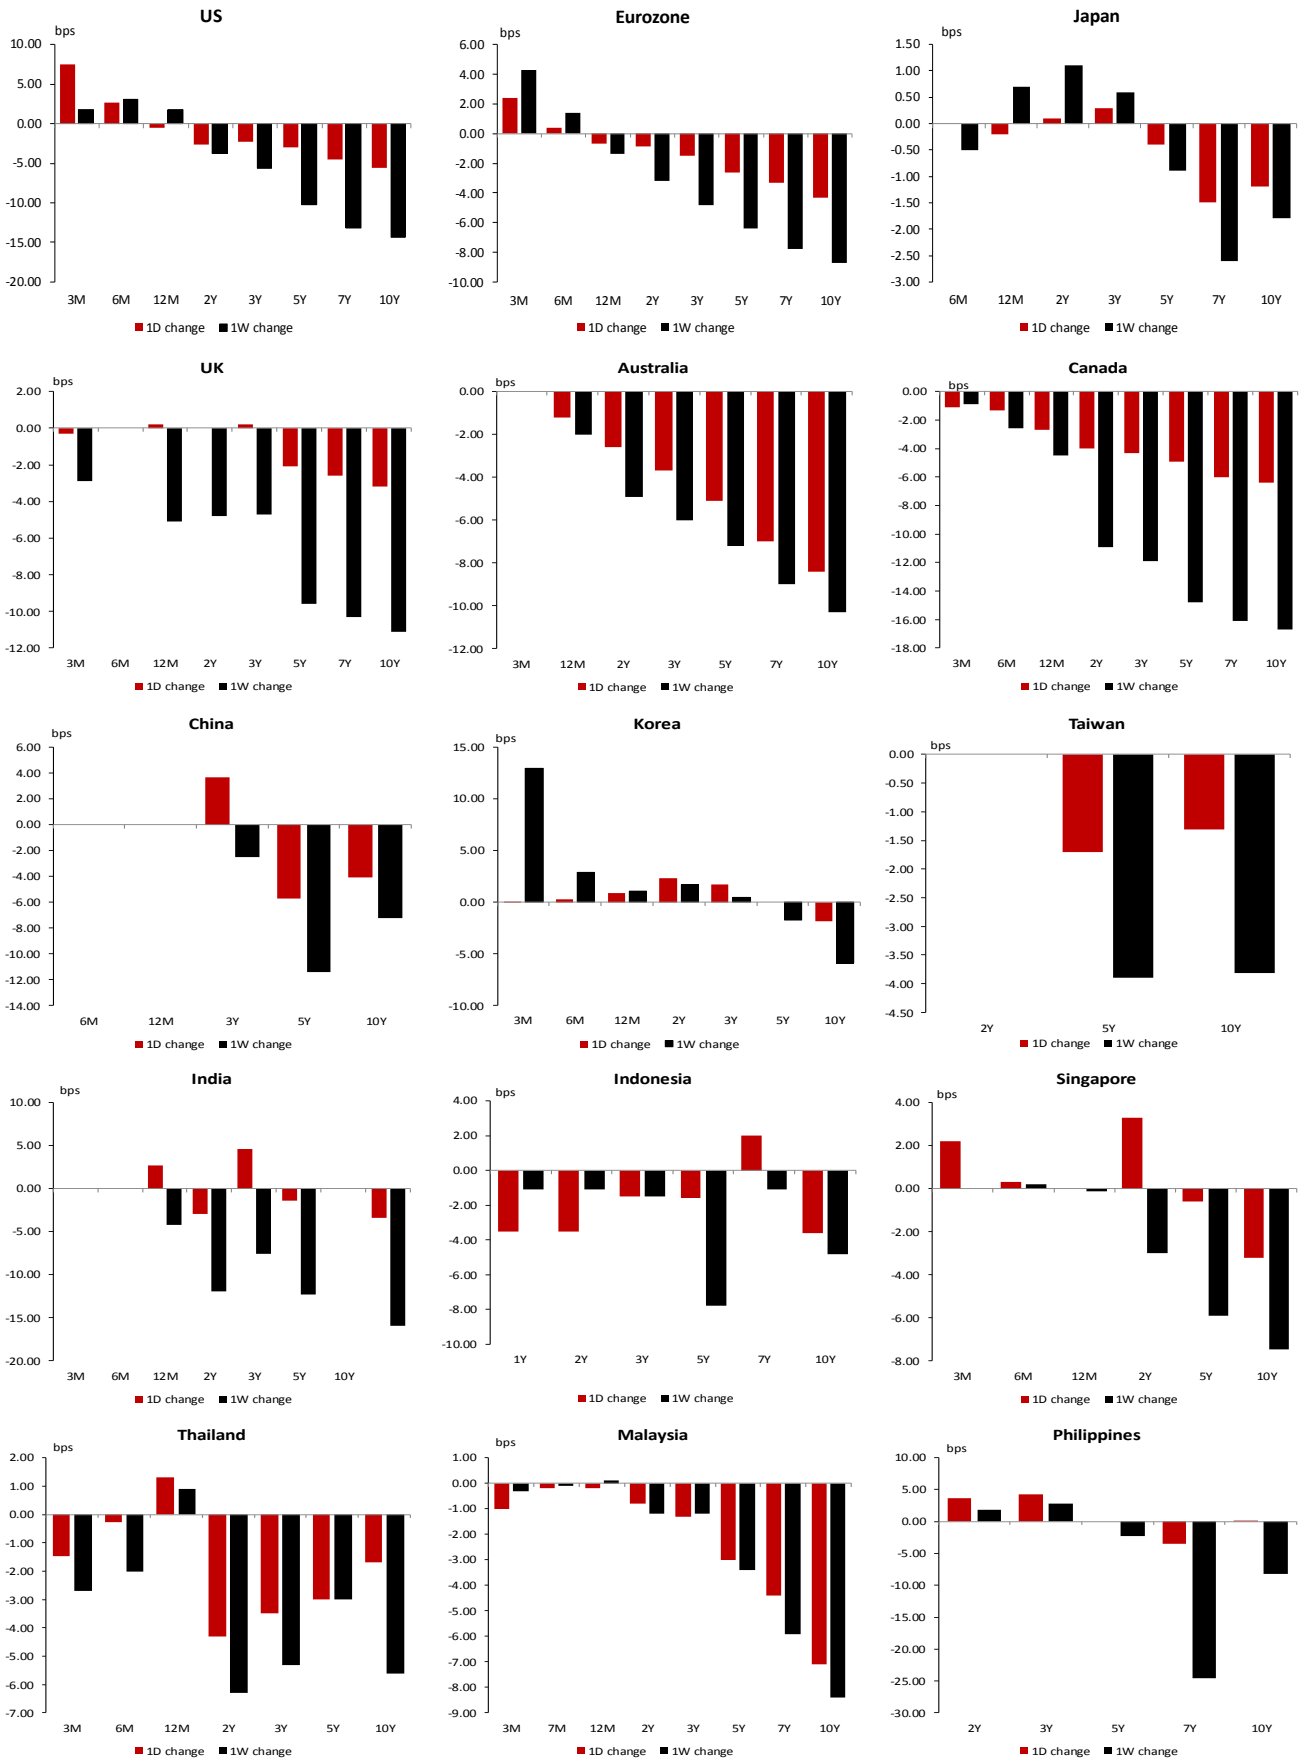 US
bps
10.00
5.00
0.00
-5.00
-10.00
-15.00
-20.00
3M 6M 12M 2Y 3Y 5Y 7Y 10Y
1D change 1W change
Eurozone
bps
6.00
4.00
2.00
0.00
-2.00
-4.00
-6.00
-8.00
-10.00
3M 6M 12M 2Y 3Y 5Y 7Y 10Y
1D change 1W change
Japan
bps
1.50
1.00
0.50
0.00
-0.50
-1.00
-1.50
-2.00
-2.50
-3.00
6M 12M 2Y 3Y 5Y 7Y 10Y
1D change 1W change
UK
bps
2.00
0.00
-2.00
-4.00
-6.00
-8.00
-10.00
-12.00
3M 6M 12M 2Y 3Y 5Y 7Y 10Y
1D change 1W change
Australia
bps
0.00
-2.00
-4.00
-6.00
-8.00
-10.00
-12.00
3M 12M 2Y 3Y 5Y 7Y 10Y
1D change 1W change
Canada
bps
0.00
-2.00
-4.00
-6.00
-8.00
-10.00
-12.00
-14.00
-16.00
-18.00
3M 6M 12M 2Y 3Y 5Y 7Y 10Y
1D change 1W change
China
bps
6.00
4.00
2.00
0.00
-2.00
-4.00
-6.00
-8.00
-10.00
-12.00
-14.00
6M 12M 3Y 5Y 10Y
1D change 1W change
Korea
bps
15.00
10.00
5.00
0.00
-5.00
-10.00
3M 6M 12M 2Y 3Y 5Y 10Y
1D change 1W change
Taiwan
bps
0.00
-0.50
-1.00
-1.50
-2.00
-2.50
-3.00
-3.50
-4.00
-4.50
2Y 5Y 10Y
1D change 1W change
India
bps
10.00
5.00
0.00
-5.00
-10.00
-15.00
-20.00
3M 6M 12M 2Y 3Y 5Y 10Y
1D change 1W change
Indonesia
bps
4.00
2.00
0.00
-2.00
-4.00
-6.00
-8.00
-10.00
1Y 2Y 3Y 5Y 7Y 10Y
1D change 1W change
Singapore
bps
4.00
2.00
0.00
-2.00
-4.00
-6.00
-8.00
3M 6M 12M 2Y 5Y 10Y
1D change 1W change
Thailand
bps
2.00
1.00
0.00
-1.00
-2.00
-3.00
-4.00
-5.00
-6.00
-7.00
3M 6M 12M 2Y 3Y 5Y 10Y
1D change 1W change
Malaysia
bps
1.00
0.00
-1.00
-2.00
-3.00
-4.00
-5.00
-6.00
-7.00
-8.00
-9.00
3M 7M 12M 2Y 3Y 5Y 7Y 10Y
1D change 1W change
Philippines
bps
10.00
5.00
0.00
-5.00
-10.00
-15.00
-20.00
-25.00
-30.00
2Y 3Y 5Y 7Y 10Y
1D change 1W change